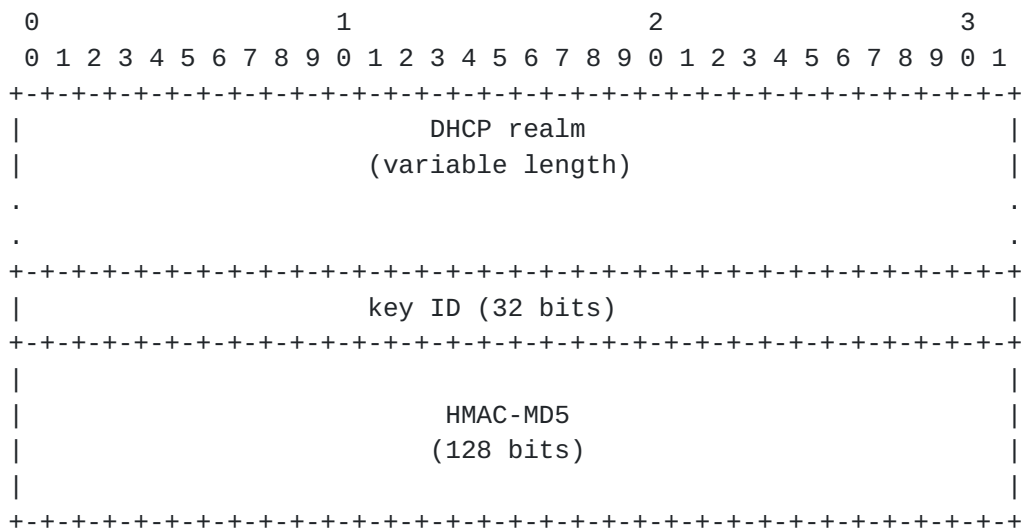 0                   1                   2                   3
 0 1 2 3 4 5 6 7 8 9 0 1 2 3 4 5 6 7 8 9 0 1 2 3 4 5 6 7 8 9 0 1
+-+-+-+-+-+-+-+-+-+-+-+-+-+-+-+-+-+-+-+-+-+-+-+-+-+-+-+-+-+-+-+-+
|                          DHCP realm                           |
|                      (variable length)                        |
.                                                               .
.                                                               .
+-+-+-+-+-+-+-+-+-+-+-+-+-+-+-+-+-+-+-+-+-+-+-+-+-+-+-+-+-+-+-+-+
|                      key ID (32 bits)                         |
+-+-+-+-+-+-+-+-+-+-+-+-+-+-+-+-+-+-+-+-+-+-+-+-+-+-+-+-+-+-+-+-+
|                                                               |
|                           HMAC-MD5                            |
|                          (128 bits)                           |
|                                                               |
+-+-+-+-+-+-+-+-+-+-+-+-+-+-+-+-+-+-+-+-+-+-+-+-+-+-+-+-+-+-+-+-+